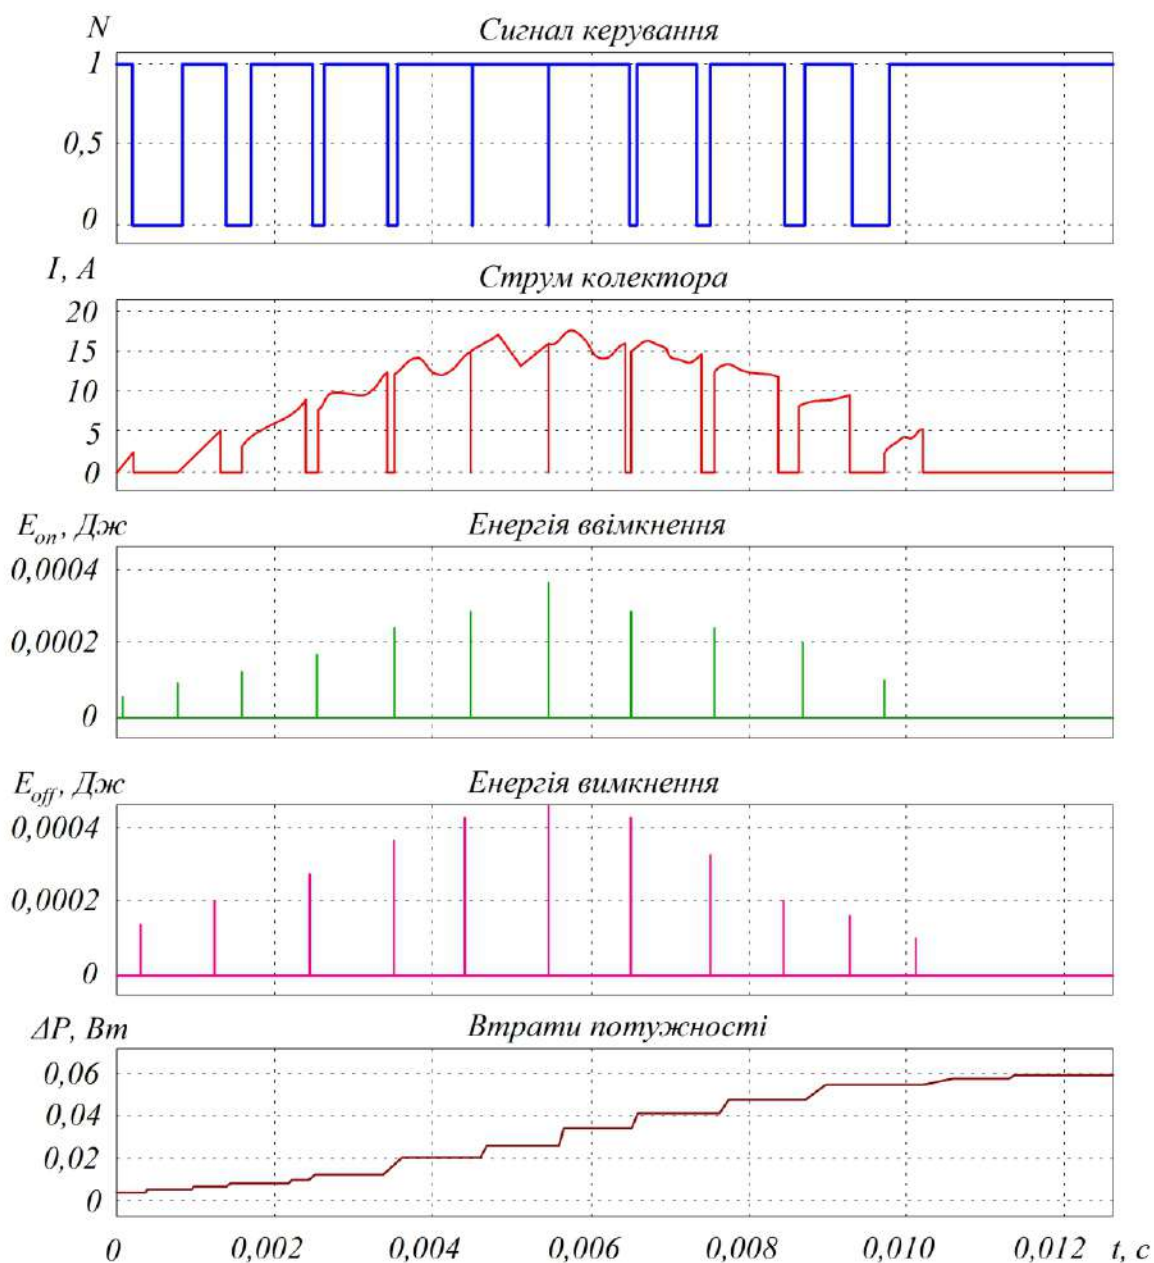 N
Сигнал керування
1
0,5
0
I, А
Струм колектора
20
15
10
5
0
E_on, Дж
Енергія ввімкнення
0,0004
0,0002
0
E_off, Дж
Енергія вимкнення
0,0004
0,0002
0
ΔP, Вт
Втрати потужності
0,06
0,04
0,02
0
0 0,002 0,004 0,006 0,008 0,010 0,012 t, c